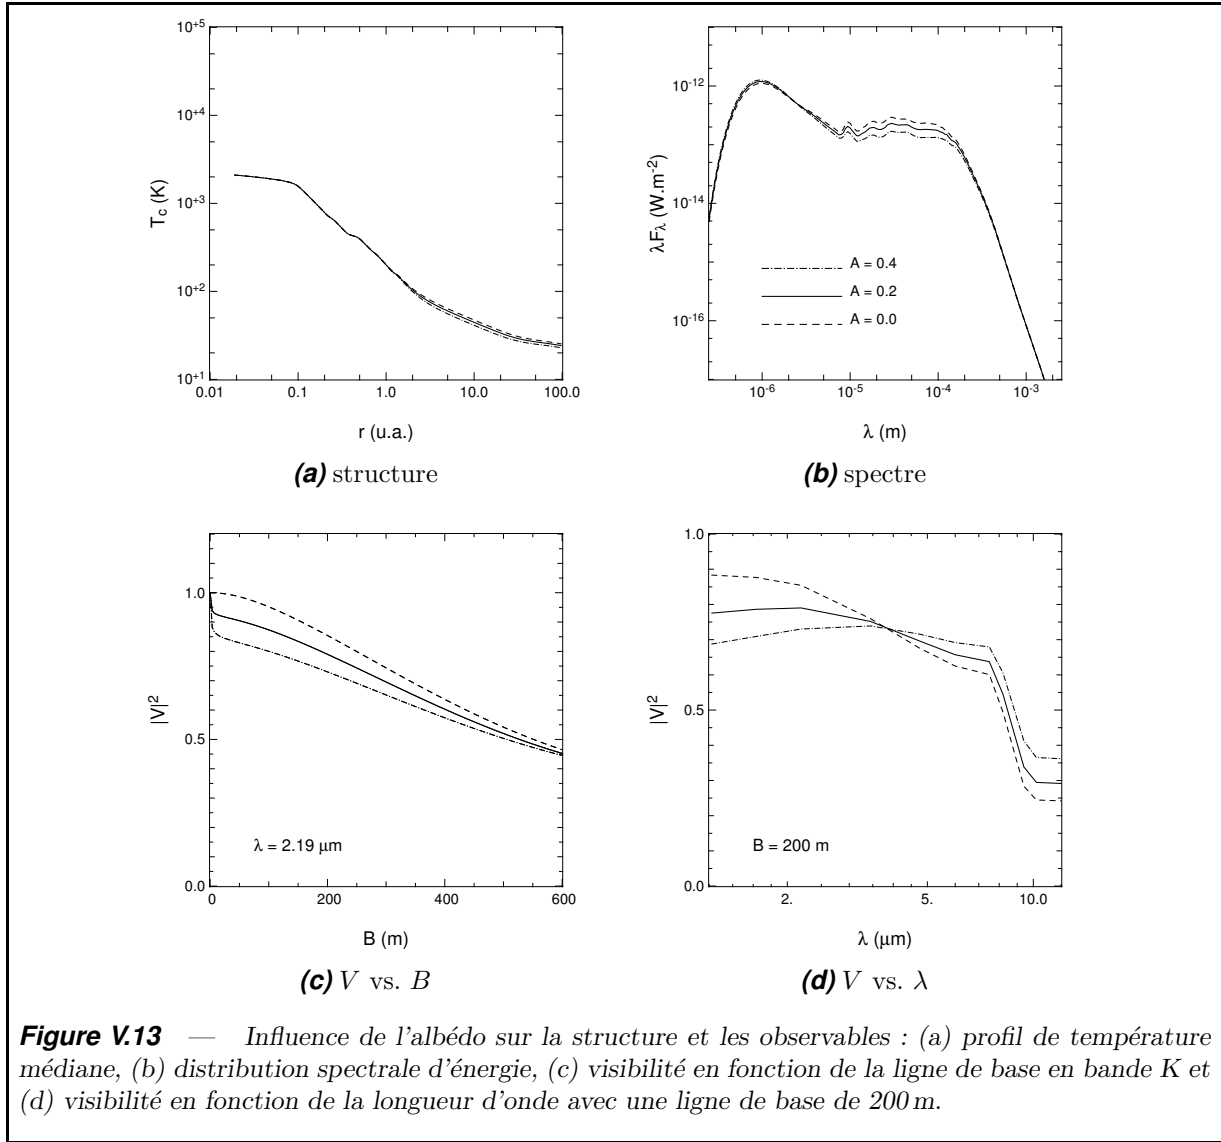 10+5
10+4
10+3
10+2
10+1
Tc (K)
0.01 0.1 1.0 10.0 100.0
r (u.a.)
(a) structure
10-12
10-14
10-16
λFλ (W.m-2)
A = 0.4
A = 0.2
A = 0.0
10-6 10-5 10-4 10-3
λ (m)
(b) spectre
1.0
0.5
0.0
|V|2
λ = 2.19 μm
0 200 400 600
B (m)
(c) V vs. B
1.0
0.5
0.0
|V|2
B = 200 m
2. 5. 10.0
λ (μm)
(d) V vs. λ
Figure V.13 — Influence de l'albédo sur la structure et les observables : (a) profil de température
médiane, (b) distribution spectrale d'énergie, (c) visibilité en fonction de la ligne de base en bande K et
(d) visibilité en fonction de la longueur d'onde avec une ligne de base de 200 m.